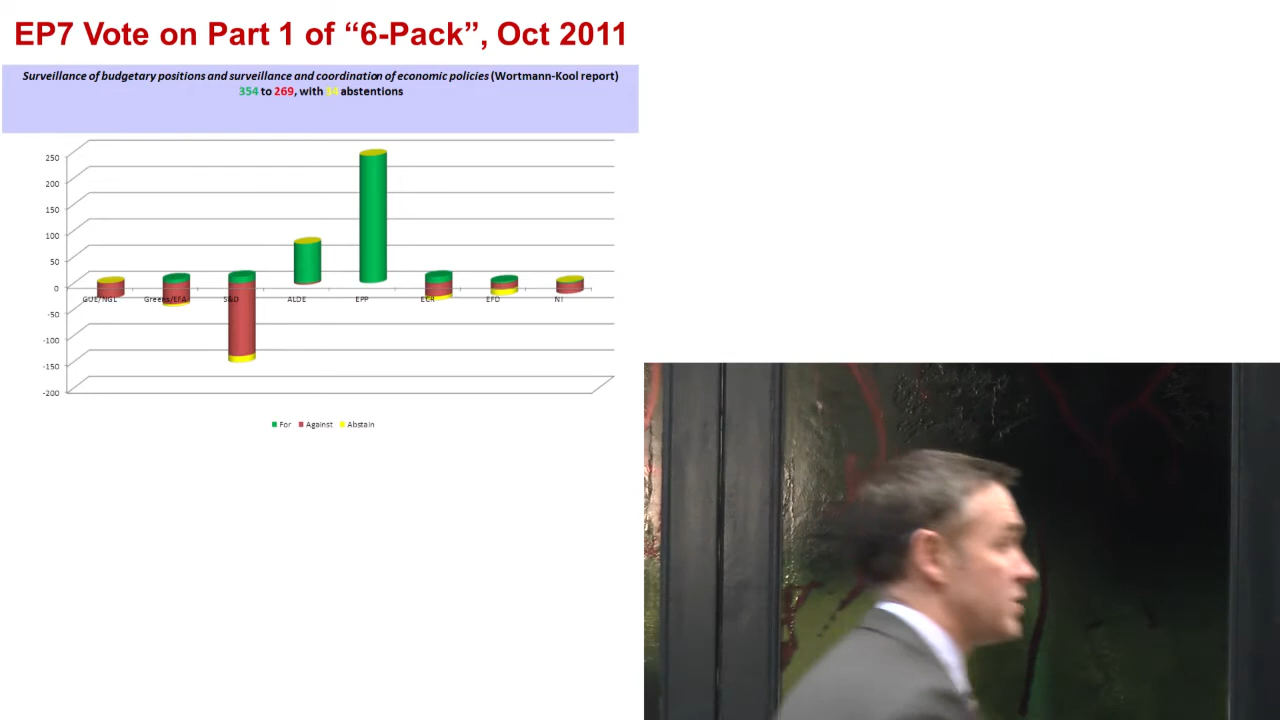 EP7 Vote on Part 1 of “6-Pack”, Oct 2011
Surveillance of budgetary positions and surveillance and coordination of economic policies (Wortmann-Kool report)
354 to 269, with abstentions
250
200
150
100
50
0
-50
-100
-150
-200
GUE/NGL Greens/EFA S&D ALDE EPP ECR EFD NI
For Against Abstain